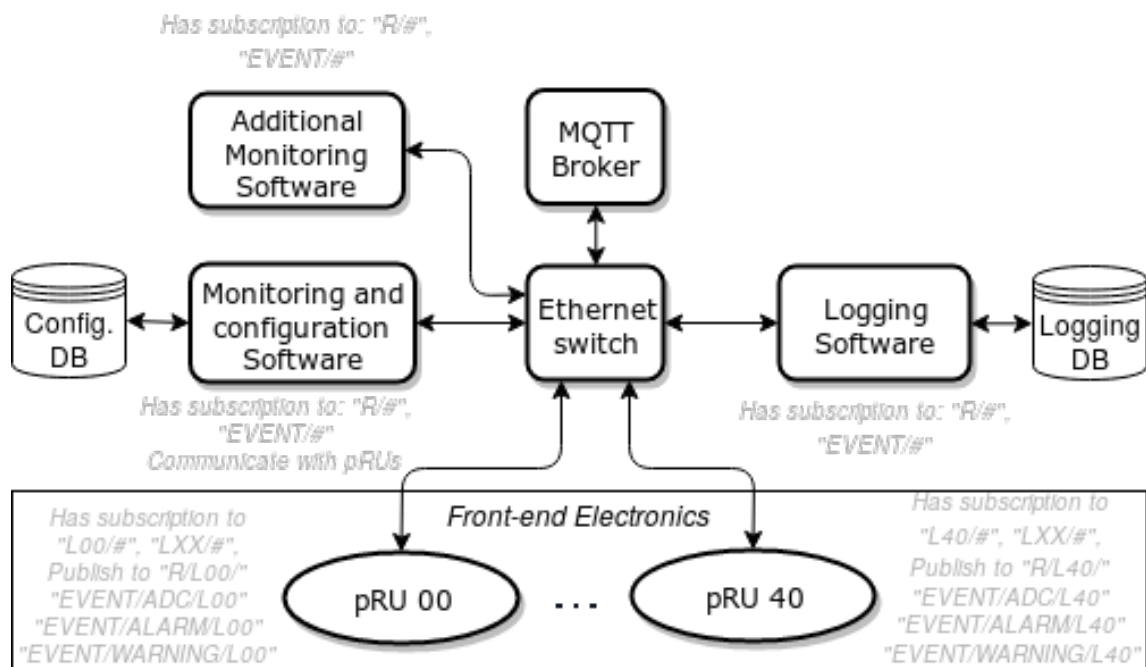 Has subscription to: "R/#",
"EVENT/#"
Additional
Monitoring
Software
MQTT
Broker
Config.
DB
Monitoring and
configuration
Software
Ethernet
switch
Logging
Software
Logging
DB
Has subscription to: "R/#",
"EVENT/#"
Communicate with pRUs
Has subscription to: "R/#",
"EVENT/#"
Front-end Electronics
Has subscription to
"L00/#", "LXX/#",
Publish to "R/L00/"
"EVENT/ADC/L00"
"EVENT/ALARM/L00"
"EVENT/WARNING/L00"
pRU 00
...
pRU 40
Has subscription to
"L40/#", "LXX/#",
Publish to "R/L40/"
"EVENT/ADC/L40"
"EVENT/ALARM/L40"
"EVENT/WARNING/L40"